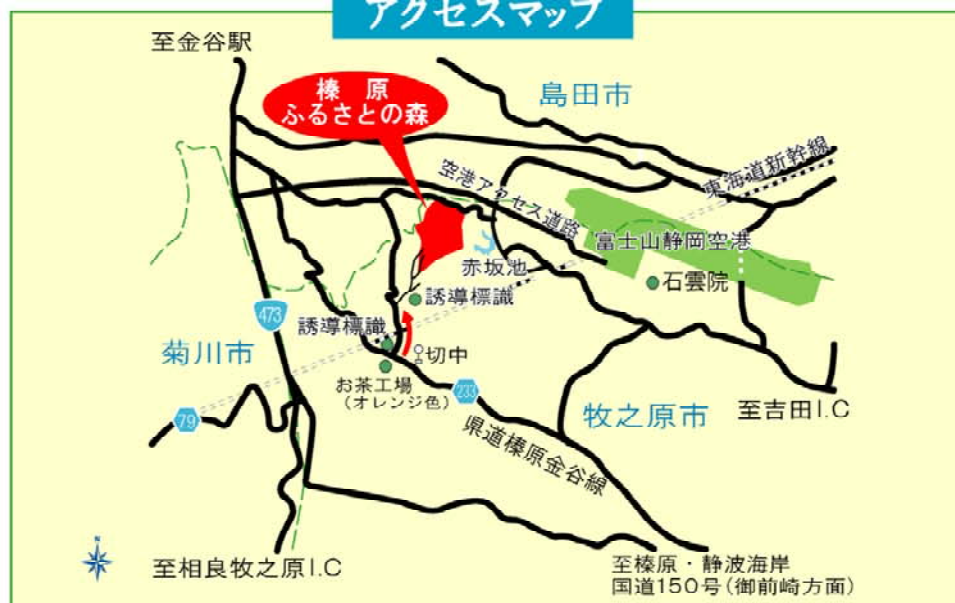 アクセスマップ
至金谷駅
榛原
ふるさとの森
島田市
空港アクセス道路
東海道新幹線
富士山静岡空港
赤坂池
石雲院
誘導標識
473
誘導標識
切中
菊川市
お茶工場
（オレンジ色）
233
牧之原市
至吉田I.C
79
県道榛原金谷線
至相良牧之原I.C
至榛原・静波海岸
国道150号(御前崎方面)